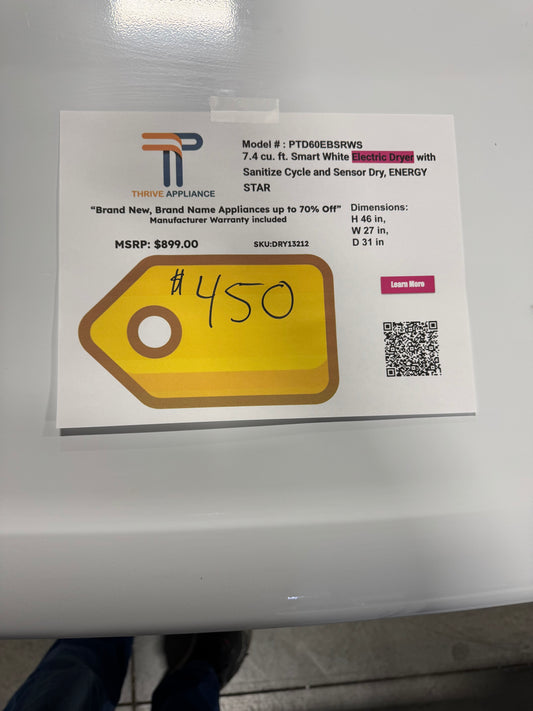 THRIVE APPLIANCE
Model # : PTD60EBSRWS
7.4 cu. ft. Smart White Electric Dryer with
Sanitize Cycle and Sensor Dry, ENERGY
STAR
“Brand New, Brand Name Appliances up to 70% Off”
Manufacturer Warranty included
Dimensions:
H 46 in,
W 27 in,
D 31 in
MSRP: $899.00
SKU:DRY13212
$450
Learn More